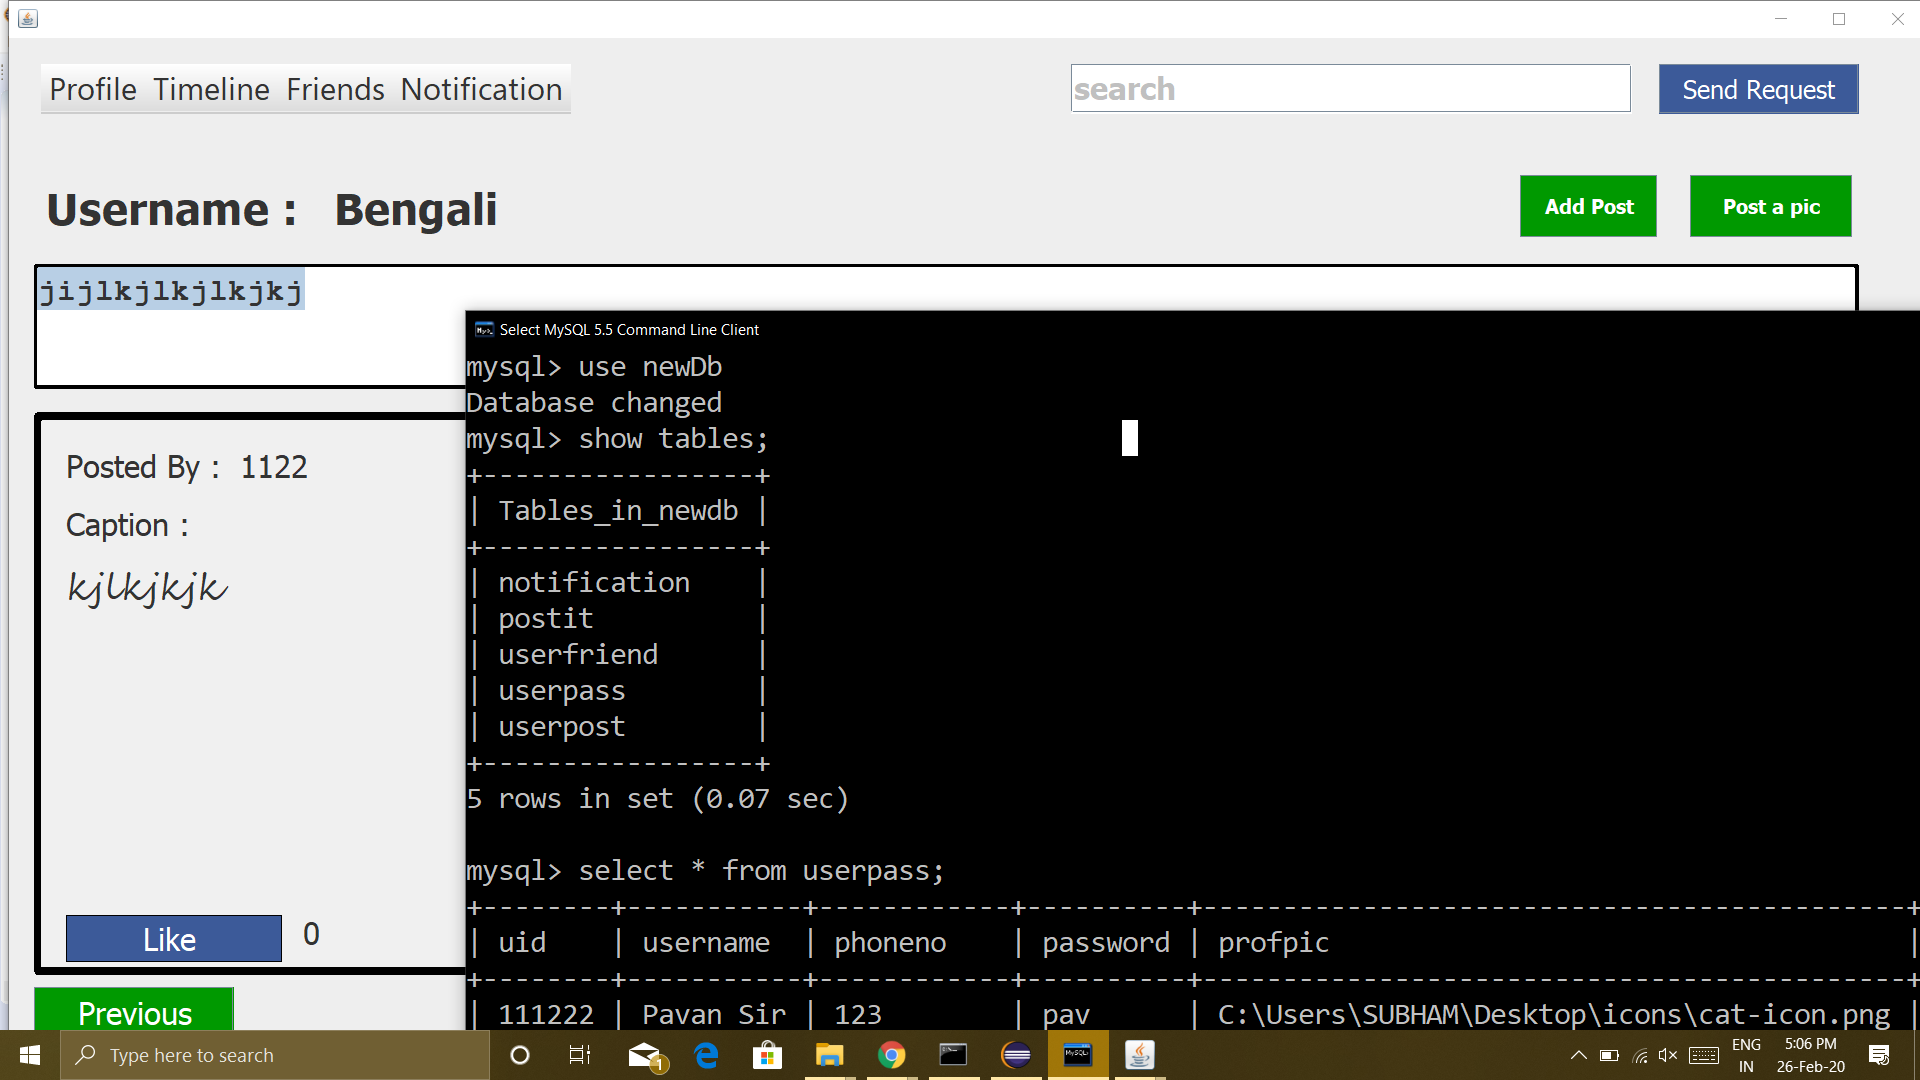 Profile Timeline Friends Notification
search
Send Request
Username : Bengali
Add Post
Post a pic
jijlkjlkjlkjkj
Posted By : 1122
Caption :
kjlkjkjk
Like 0
Previous
Select MySQL 5.5 Command Line Client
mysql> use newDb
Database changed
mysql> show tables;
+-----------------+
| Tables_in_newdb |
+-----------------+
| notification    |
| postit          |
| userfriend      |
| userpass        |
| userpost        |
+-----------------+
5 rows in set (0.07 sec)
mysql> select * from userpass;
+--------+-----------+------------+----------+--------------------------------------------+
| uid    | username  | phoneno    | password | profpic                                    |
+--------+-----------+------------+----------+--------------------------------------------+
| 111222 | Pavan Sir | 123        | pav      | C:\Users\SUBHAM\Desktop\icons\cat-icon.png |
Type here to search
1
MySQL
ENG
IN
5:06 PM
26-Feb-20